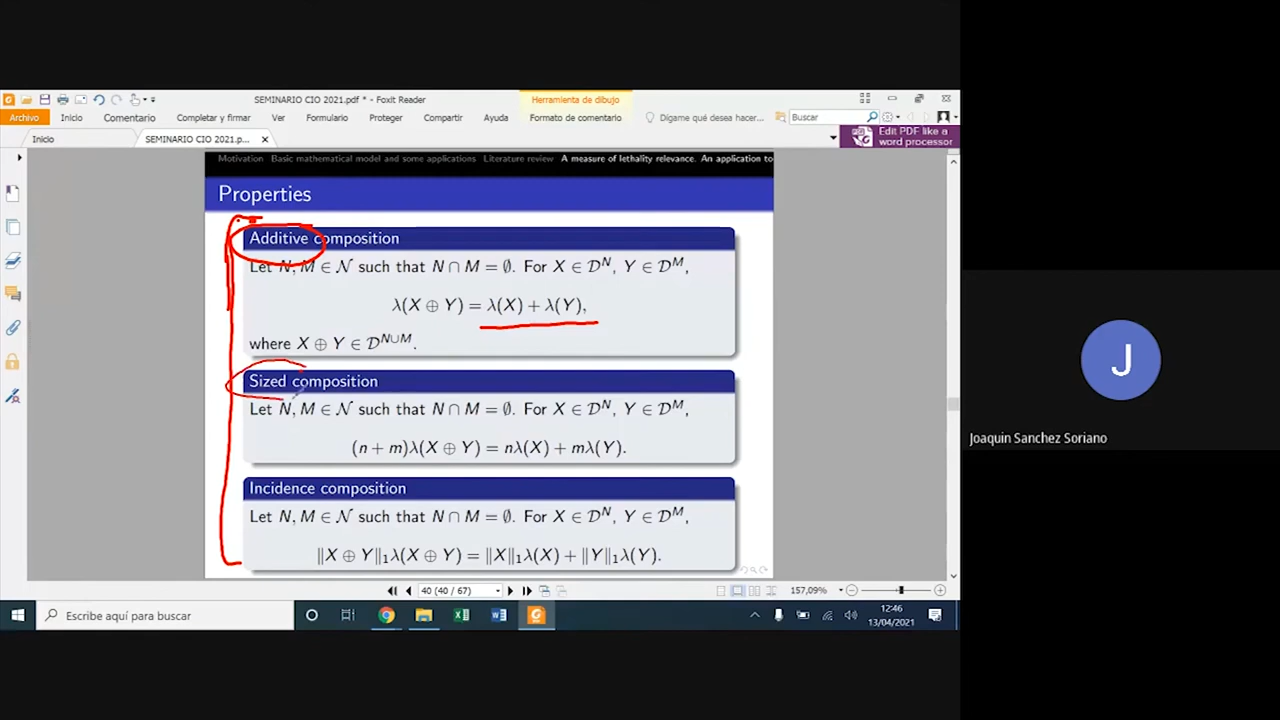 SEMINARIO CIO 2021.pdf * - Foxit Reader
Herramienta de dibujo
Archivo Inicio Comentario Completar y firmar Ver Formulario Proteger Compartir Ayuda Formato de comentario Dígame qué desea hacer... Buscar
Inicio SEMINARIO CIO 2021.p... Edit PDF like a
word processor
Motivation Basic mathematical model and some applications Literature review A measure of lethality relevance. An application to
Properties
Additive composition
Let N, M ∈ 𝒩 such that N ∩ M = ∅. For X ∈ 𝒟^N, Y ∈ 𝒟^M,
λ(X ⊕ Y) = λ(X) + λ(Y),
where X ⊕ Y ∈ 𝒟^{N∪M}.
Sized composition
Let N, M ∈ 𝒩 such that N ∩ M = ∅. For X ∈ 𝒟^N, Y ∈ 𝒟^M,
(n + m)λ(X ⊕ Y) = nλ(X) + mλ(Y).
Incidence composition
Let N, M ∈ 𝒩 such that N ∩ M = ∅. For X ∈ 𝒟^N, Y ∈ 𝒟^M,
‖X ⊕ Y‖₁λ(X ⊕ Y) = ‖X‖₁λ(X) + ‖Y‖₁λ(Y).
40 (40 / 67) 157,09%
Escribe aquí para buscar
12:46
13/04/2021
J
Joaquin Sanchez Soriano